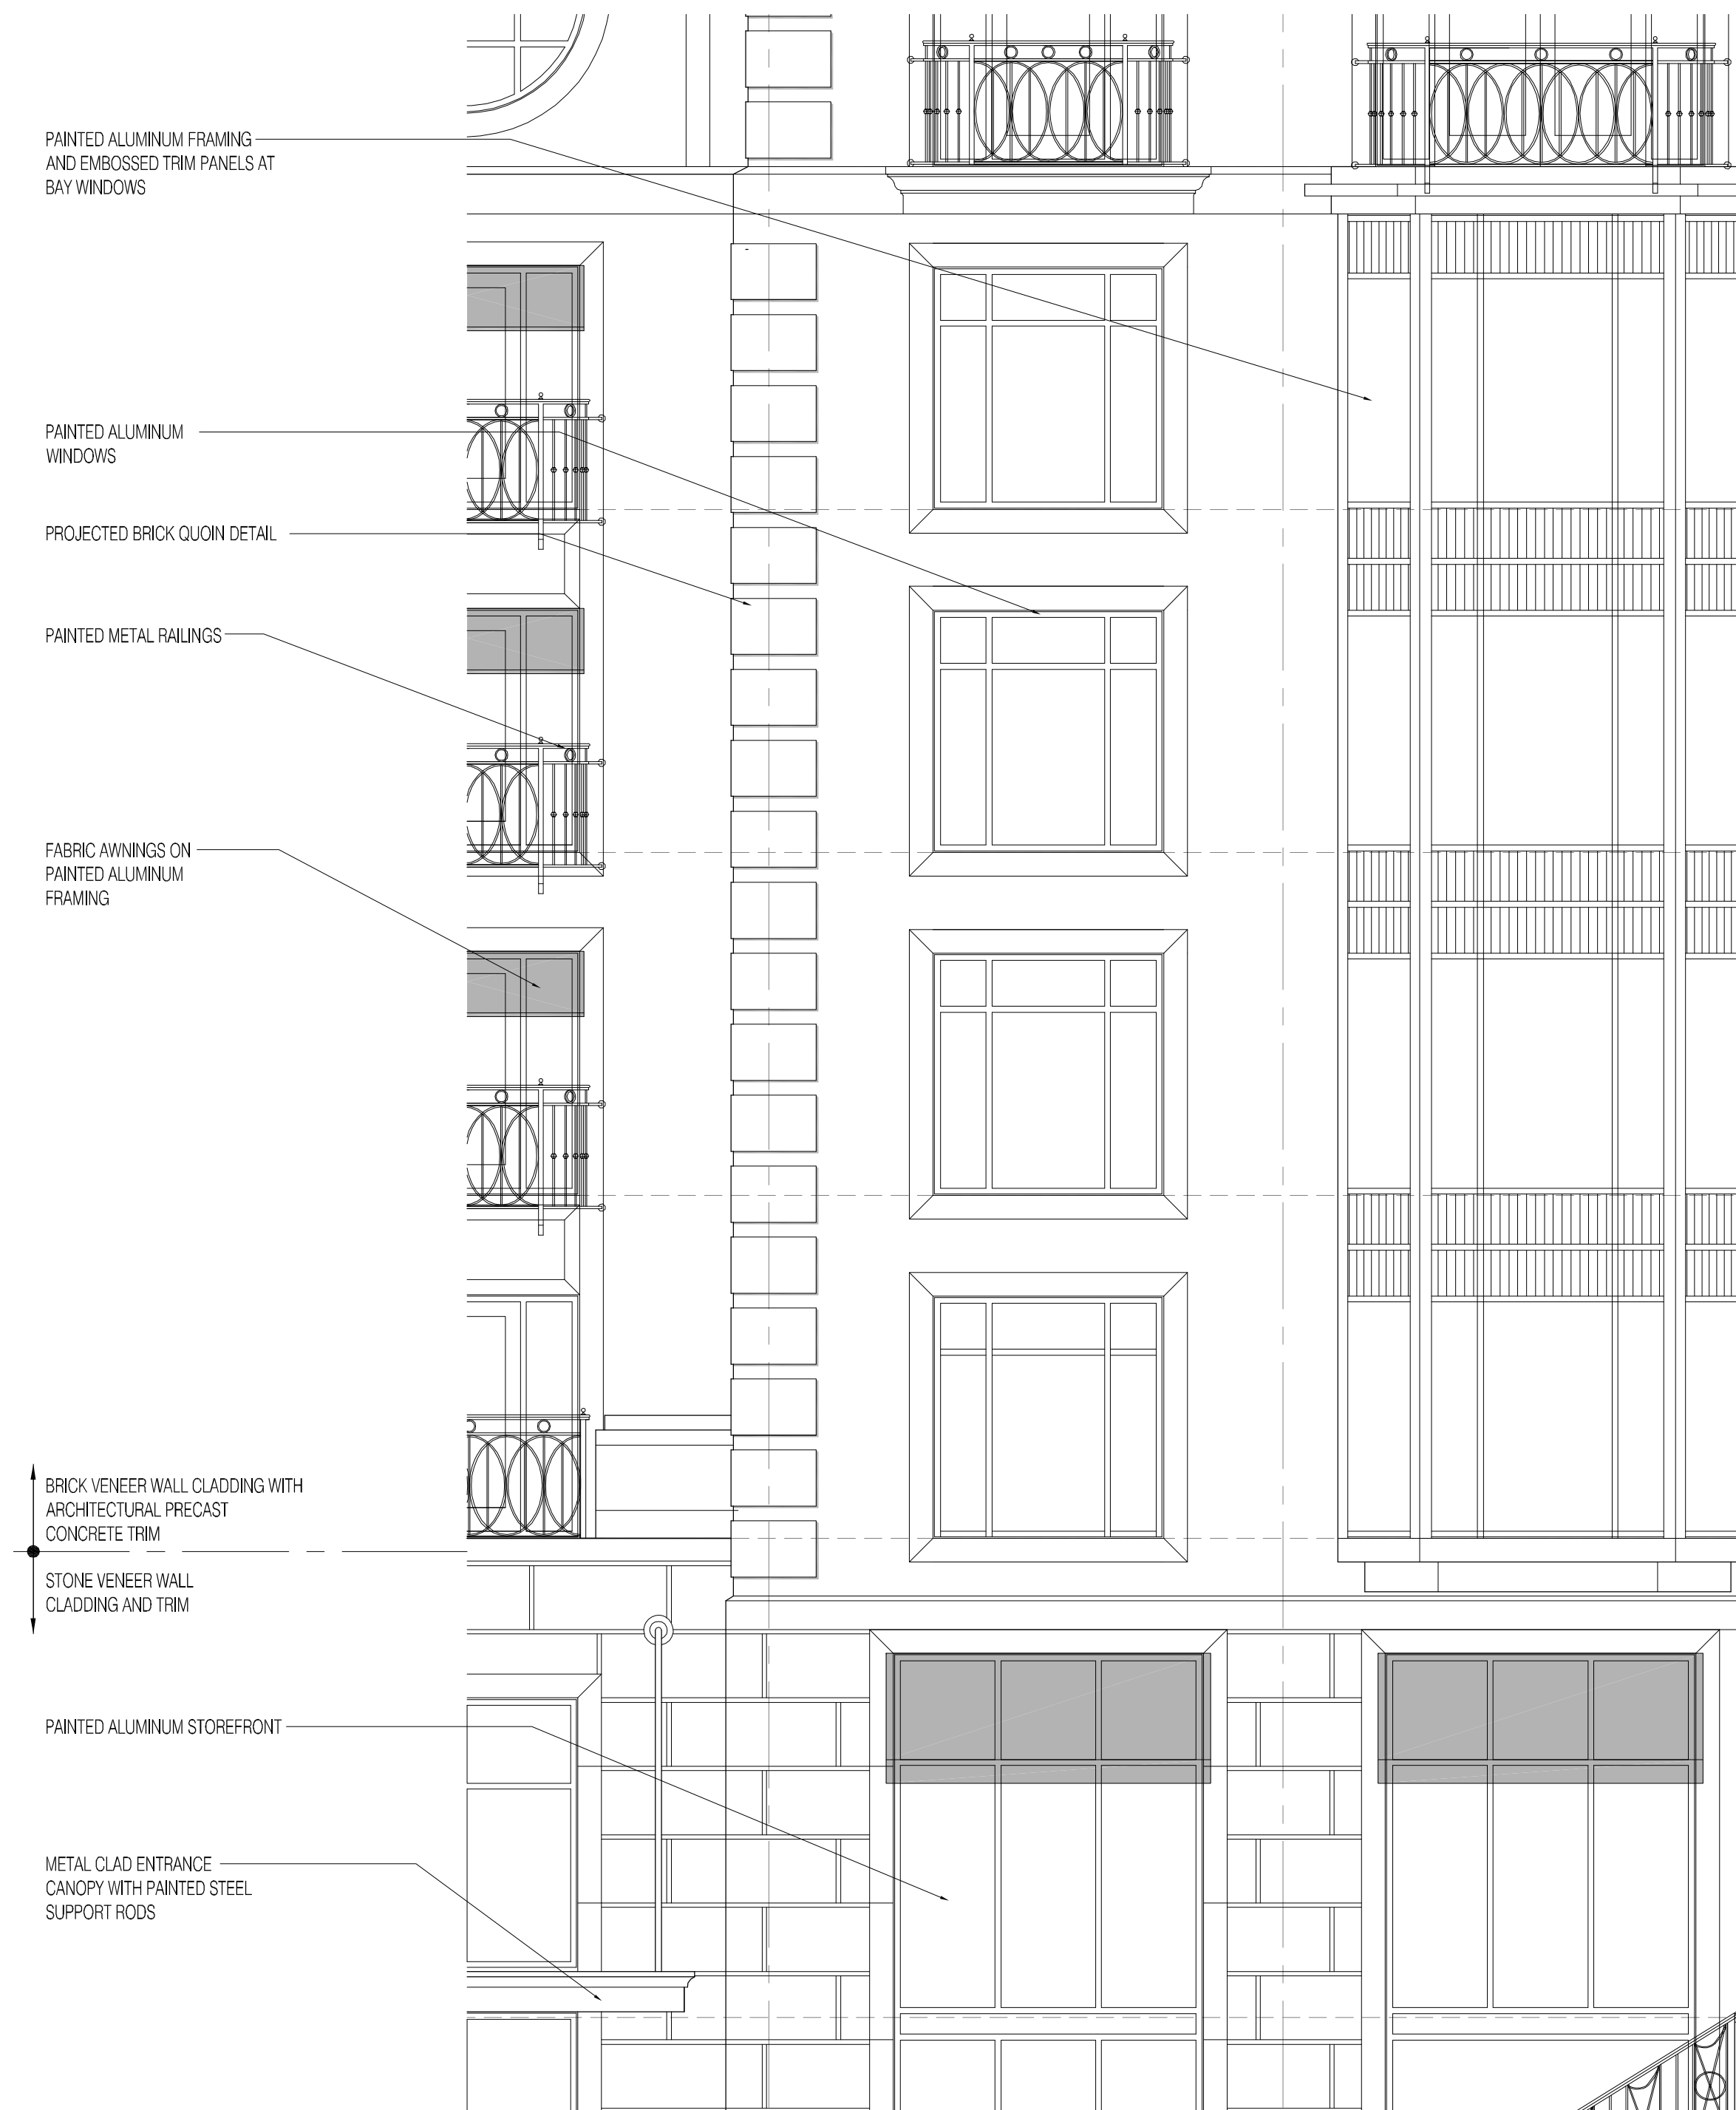 PAINTED ALUMINUM FRAMING
AND EMBOSSED TRIM PANELS AT
BAY WINDOWS
PAINTED ALUMINUM
WINDOWS
PROJECTED BRICK QUOIN DETAIL
PAINTED METAL RAILINGS
FABRIC AWNINGS ON
PAINTED ALUMINUM
FRAMING
BRICK VENEER WALL CLADDING WITH
ARCHITECTURAL PRECAST
CONCRETE TRIM
STONE VENEER WALL
CLADDING AND TRIM
PAINTED ALUMINUM STOREFRONT
METAL CLAD ENTRANCE
CANOPY WITH PAINTED STEEL
SUPPORT RODS